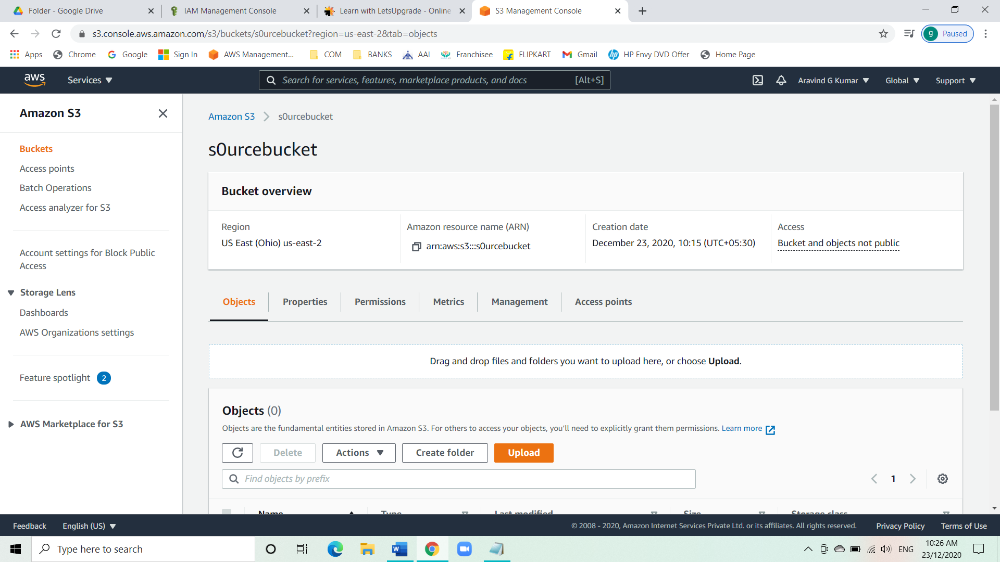 Folder - Google Drive
IAM Management Console
Learn with LetsUpgrade - Online
S3 Management Console
s3.console.aws.amazon.com/s3/buckets/s0urcebucket?region=us-east-2&tab=objects
g Paused
Apps
Chrome
Google
Sign In
AWS Management...
COM
BANKS
AAI
Franchisee
FLIPKART
Gmail
HP Envy DVD Offer
Home Page
aws
Services
Search for services, features, marketplace products, and docs [Alt+S]
Aravind G Kumar
Global
Support
Amazon S3
Buckets
Access points
Batch Operations
Access analyzer for S3
Account settings for Block Public
Access
Storage Lens
Dashboards
AWS Organizations settings
Feature spotlight 2
AWS Marketplace for S3
Amazon S3 > s0urcebucket
s0urcebucket
Bucket overview
Region
US East (Ohio) us-east-2
Amazon resource name (ARN)
arn:aws:s3:::s0urcebucket
Creation date
December 23, 2020, 10:15 (UTC+05:30)
Access
Bucket and objects not public
Objects
Properties
Permissions
Metrics
Management
Access points
Drag and drop files and folders you want to upload here, or choose Upload.
Objects (0)
Objects are the fundamental entities stored in Amazon S3. For others to access your objects, you'll need to explicitly grant them permissions. Learn more
Delete
Actions
Create folder
Upload
Find objects by prefix
1
Name
Type
Last modified
Size
Storage class
Feedback
English (US)
© 2008 - 2020, Amazon Internet Services Private Ltd. or its affiliates. All rights reserved.
Privacy Policy
Terms of Use
Type here to search
ENG
10:26 AM
23/12/2020